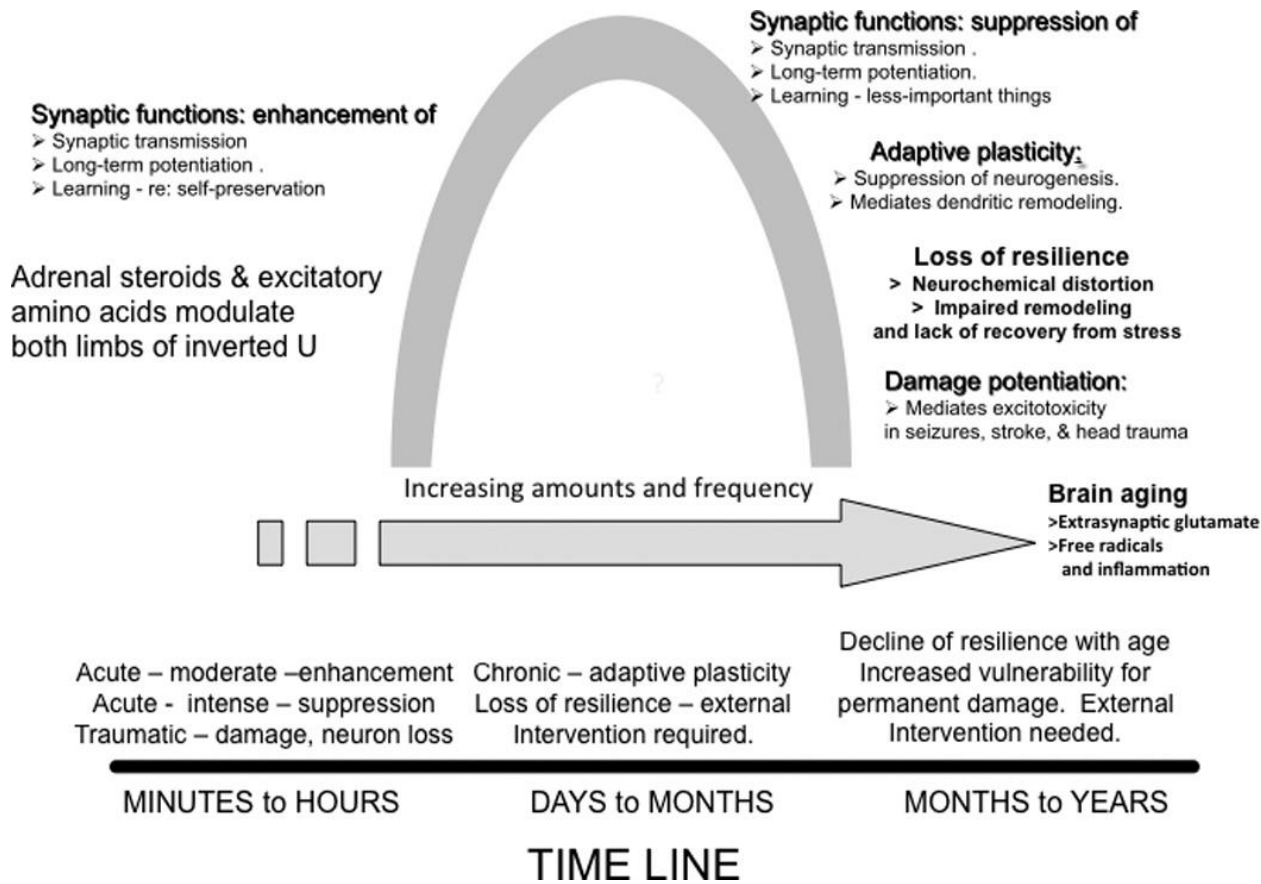 Synaptic functions: enhancement of
➢ Synaptic transmission
➢ Long-term potentiation .
➢ Learning - re: self-preservation
Adrenal steroids & excitatory
amino acids modulate
both limbs of inverted U
Synaptic functions: suppression of
➢ Synaptic transmission .
➢ Long-term potentiation.
➢ Learning - less-important things
Adaptive plasticity:
➢ Suppression of neurogenesis.
➢ Mediates dendritic remodeling.
Loss of resilience
> Neurochemical distortion
> Impaired remodeling
and lack of recovery from stress
?
Damage potentiation:
➢ Mediates excitotoxicity
in seizures, stroke, & head trauma
Increasing amounts and frequency
Brain aging
>Extrasynaptic glutamate
>Free radicals
and inflammation
Acute – moderate –enhancement
Acute - intense – suppression
Traumatic – damage, neuron loss
Chronic – adaptive plasticity
Loss of resilience – external
Intervention required.
Decline of resilience with age
Increased vulnerability for
permanent damage. External
Intervention needed.
MINUTES to HOURS
DAYS to MONTHS
MONTHS to YEARS
TIME LINE